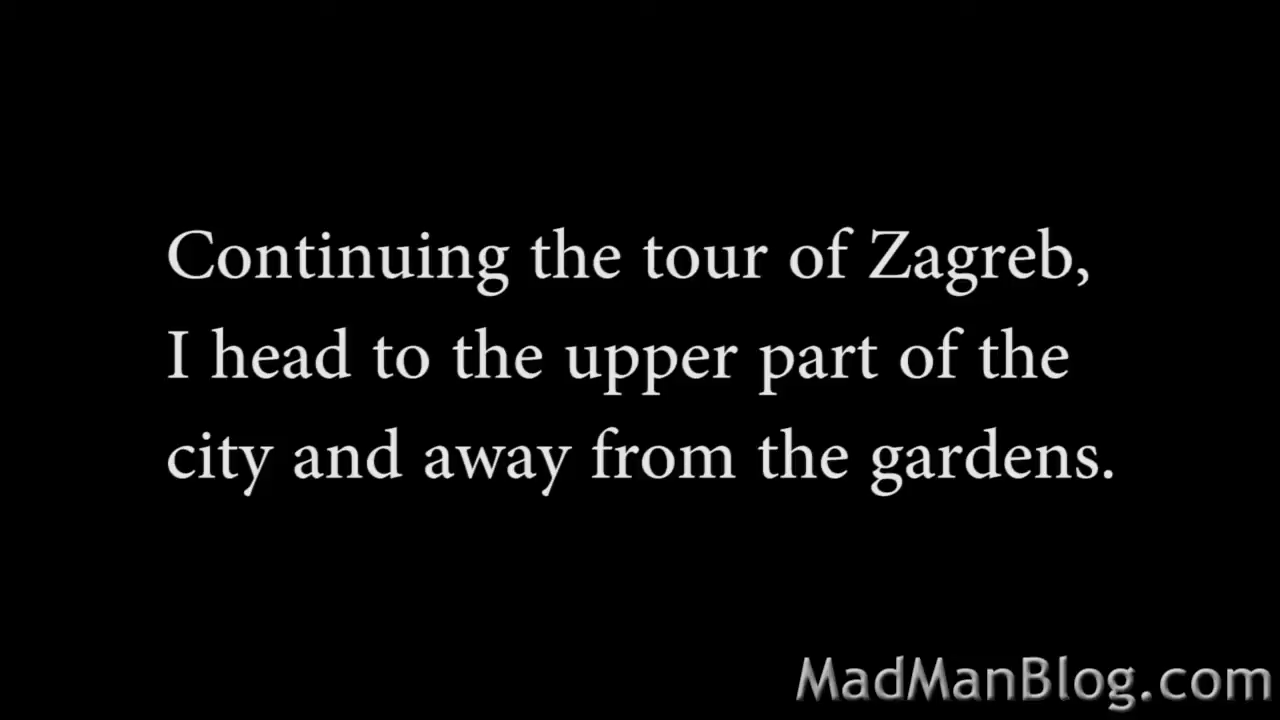 Continuing the tour of Zagreb,
I head to the upper part of the
city and away from the gardens.
MadManBlog.com